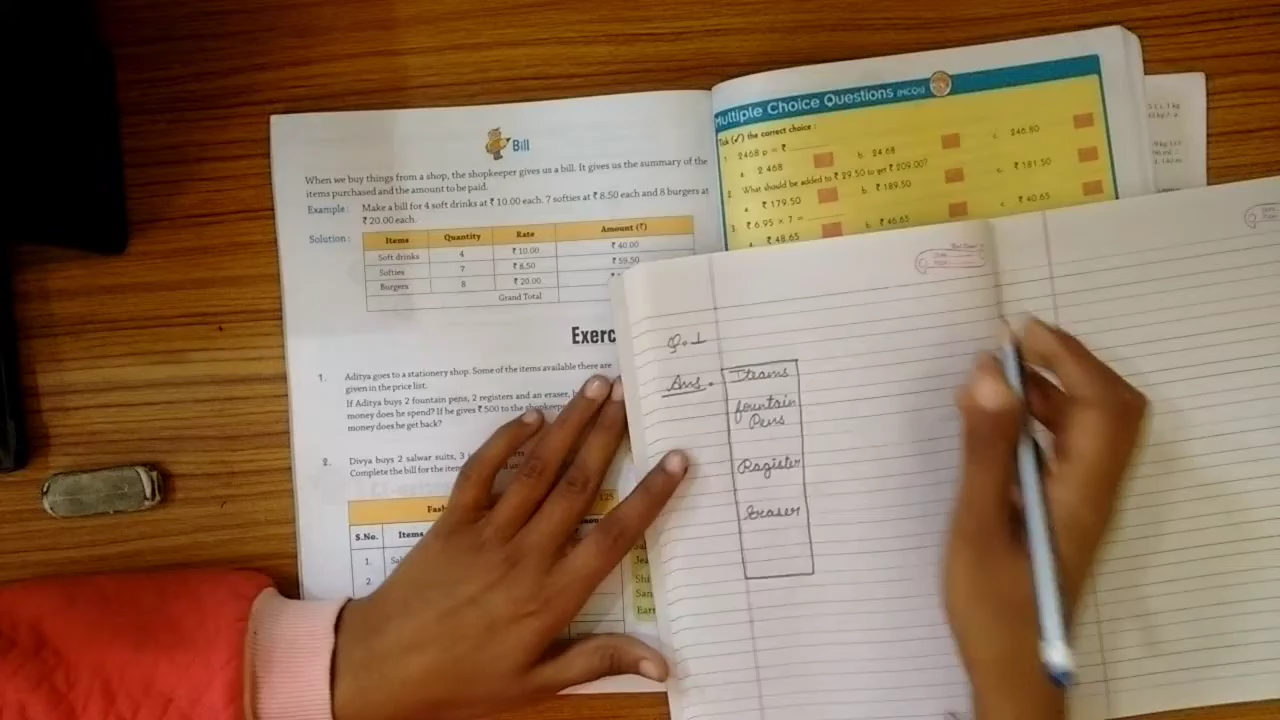 Bill
When we buy things from a shop, the shopkeeper gives us a bill. It gives us the summary of the
items purchased and the amount to be paid.
Example: Make a bill for 4 soft drinks at ₹ 10.00 each. 7 softies at ₹ 8.50 each and 8 burgers at
₹ 20.00 each.
Solution:
Items Quantity Rate Amount (₹)
Soft drinks 4 ₹ 10.00 ₹ 40.00
Softies 7 ₹ 8.50 ₹ 59.50
Burgers 8 ₹ 20.00
Grand Total
Exerc
1. Aditya goes to a stationery shop. Some of the items available there are
given in the price list.
If Aditya buys 2 fountain pens, 2 registers and an eraser,
money does he spend? If he gives ₹ 500 to the shopkeeper
money does he get back?
2. Divya buys 2 salwar suits, 3
Complete the bill for the
Fash
125
S.No. Items
1. Sal
2.
Multiple Choice Questions (MCQs)
Tick (✓) the correct choice :
1. 2468 p = ₹
a. 2.468 b. 24.68 c. 246.80
2. What should be added to ₹ 29.50 to get ₹ 209.00?
a. ₹ 179.50 b. ₹ 189.50 c. ₹ 181.50
3. ₹ 6.95 × 7 =
a. ₹ 48.65 b. ₹ 46.65 c. ₹ 40.65
Q.1
Ans.
Iteams
fountain
Pens
Ragister
Eraser